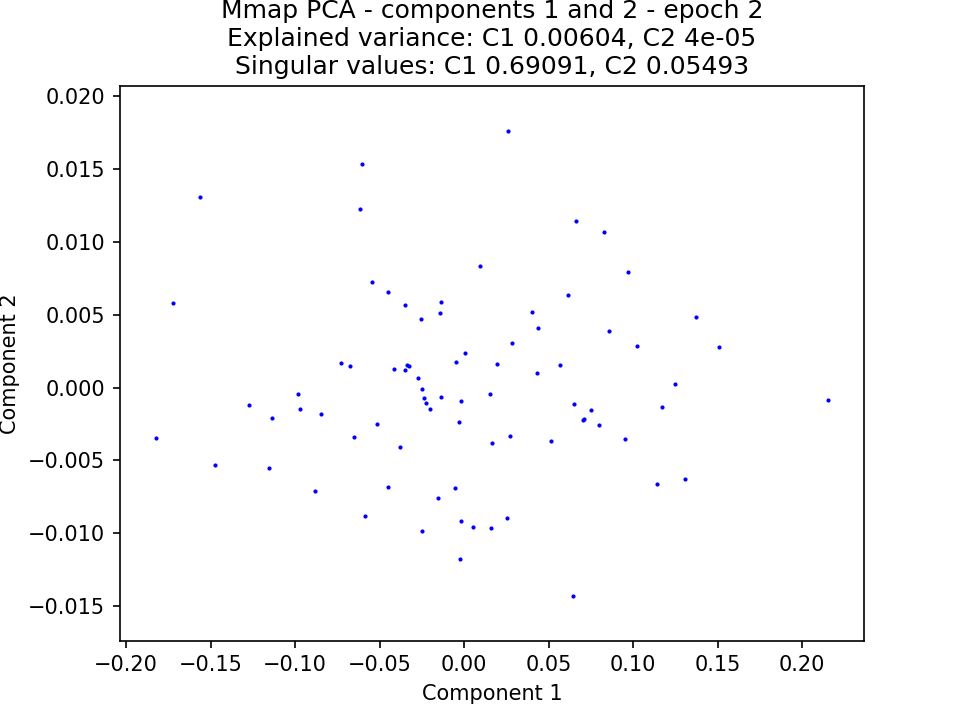 Mmap PCA - components 1 and 2 - epoch 2
Explained variance: C1 0.00604, C2 4e-05
Singular values: C1 0.69091, C2 0.05493
0.020
0.015
0.010
0.005
0.000
−0.005
−0.010
−0.015
Component 2
−0.20 −0.15 −0.10 −0.05 0.00 0.05 0.10 0.15 0.20
Component 1